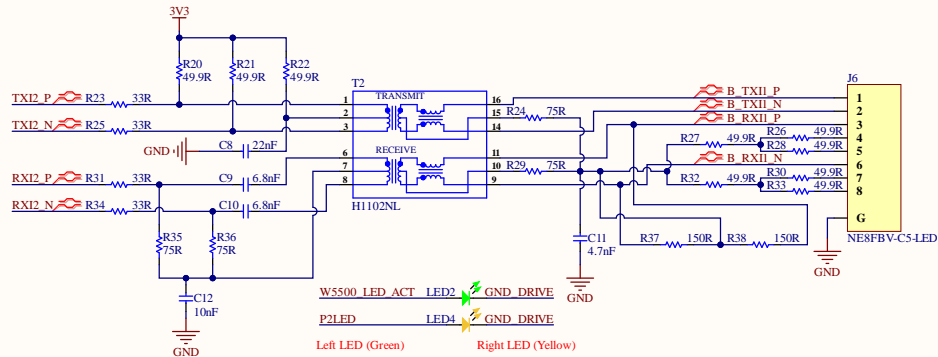 3V3
R20
49.9R
R21
49.9R
R22
49.9R
TXI2_P
R23
33R
TXI2_N
R25
33R
GND
C8
22nF
RXI2_P
R31
33R
C9
6.8nF
RXI2_N
R34
33R
C10
6.8nF
R35
75R
R36
75R
C12
10nF
GND
T2
TRANSMIT
1
2
3
16
15
14
RECEIVE
6
7
8
11
10
9
H1102NL
R24
75R
R29
75R
C11
4.7nF
GND
B_TXI1_P
B_TXI1_N
B_RXI1_P
B_RXI1_N
R27
49.9R
R26
49.9R
R28
49.9R
R32
49.9R
R30
49.9R
R33
49.9R
R37
150R
R38
150R
J6
1
2
3
4
5
6
7
8
G
NE8FBV-C5-LED
GND
W5500_LED_ACT
LED2
GND_DRIVE
P2LED
LED4
GND_DRIVE
Left LED (Green)
Right LED (Yellow)